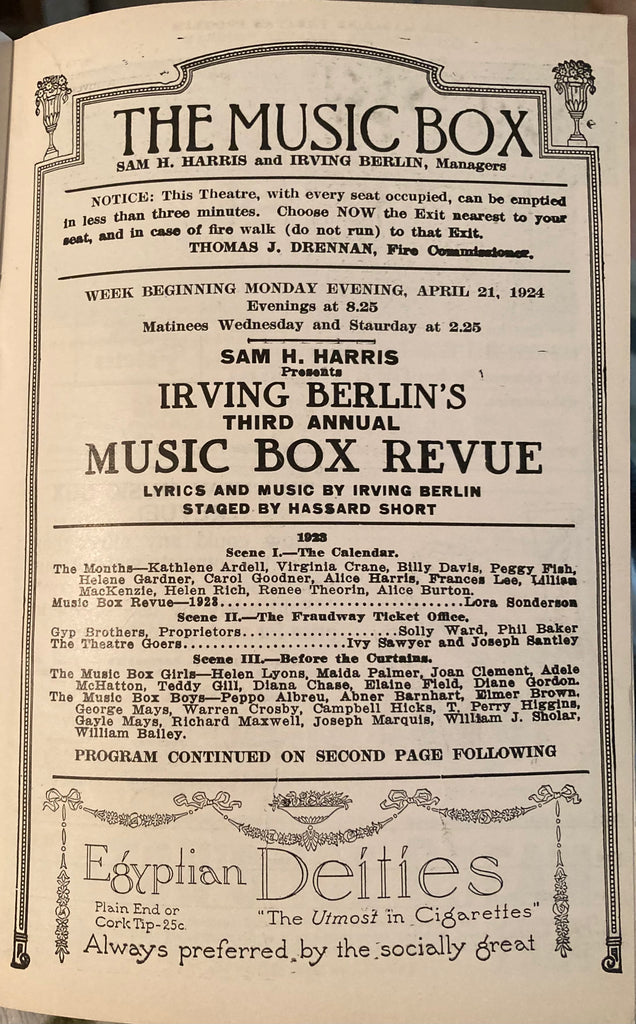 THE MUSIC BOX
SAM H. HARRIS and IRVING BERLIN, Managers
NOTICE: This Theatre, with every seat occupied, can be emptied
in less than three minutes. Choose NOW the Exit nearest to your
seat, and in case of fire walk (do not run) to that Exit.
THOMAS J. DRENNAN, Fire Commissioner.
WEEK BEGINNING MONDAY EVENING, APRIL 21, 1924
Evenings at 8.25
Matinees Wednesday and Staurday at 2.25
SAM H. HARRIS
Presents
IRVING BERLIN'S
THIRD ANNUAL
MUSIC BOX REVUE
LYRICS AND MUSIC BY IRVING BERLIN
STAGED BY HASSARD SHORT
1923
Scene I.—The Calendar.
The Months—Kathlene Ardell, Virginia Crane, Billy Davis, Peggy Fish,
Helene Gardner, Carol Goodner, Alice Harris, Frances Lee, Lillian
MacKenzie, Helen Rich, Renee Theorin, Alice Burton.
Music Box Revue—1923..................................Lora Sonderson
Scene II.—The Fraudway Ticket Office.
Gyp Brothers, Proprietors.....................Solly Ward, Phil Baker
The Theatre Goers......................Ivy Sawyer and Joseph Santley
Scene III.—Before the Curtains.
The Music Box Girls—Helen Lyons, Maida Palmer, Joan Clement, Adele
McHatton, Teddy Gill, Diana Chase, Elaine Field, Diane Gordon.
The Music Box Boys—Peppo Albreu, Abner Barnhart, Elmer Brown,
George Mays, Warren Crosby, Campbell Hicks, T. Perry Higgins,
Gayle Mays, Richard Maxwell, Joseph Marquis, William J. Sholar,
William Bailey.
PROGRAM CONTINUED ON SECOND PAGE FOLLOWING
Egyptian Deities
Plain End or
Cork Tip-25c.
"The Utmost in Cigarettes"
Always preferred by the socially great